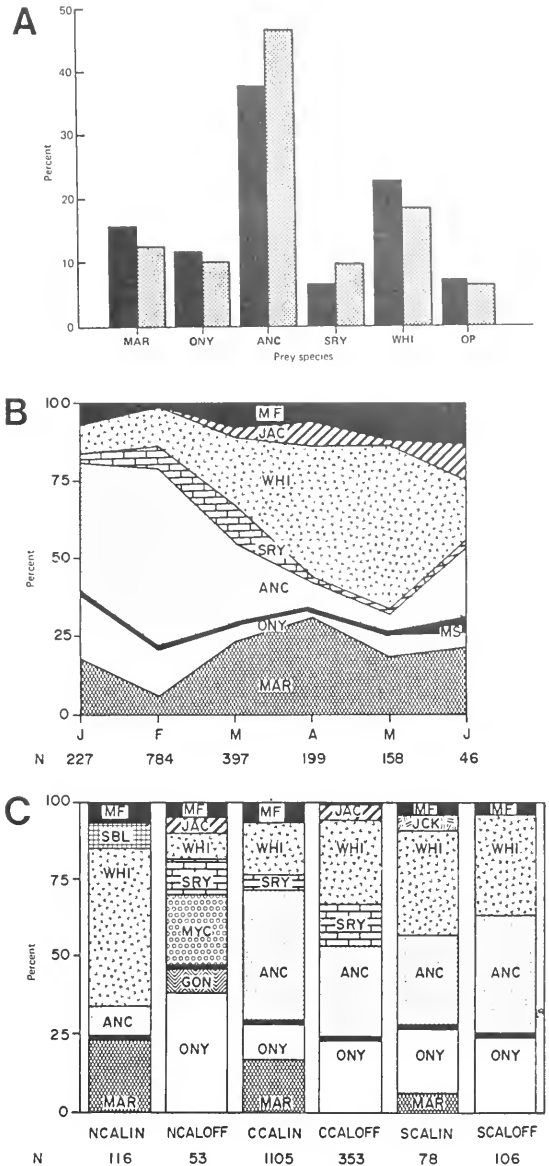 A
50
40
30
20
10
0
Percent
MAR ONY ANC SRY WHI OP
Prey species
B
100
75
50
25
0
Percent
MF
JAC
WHI
SRY
ANC
ONY
MS
MAR
J F M A M J
N 227 784 397 199 158 46
C
100
75
50
25
0
Percent
MF
SBL
WHI
ANC
MAR
MF
JAC
WHI
SRY
MYC
GON
ONY
MF
WHI
SRY
ANC
ONY
MAR
JAC
WHI
SRY
ANC
ONY
MF
JCK
WHI
ANC
ONY
MAR
MF
WHI
ANC
ONY
NCALIN NCALOFF CCALIN CCALOFF SCALIN SCALOFF
N 116 53 1105 353 78 106